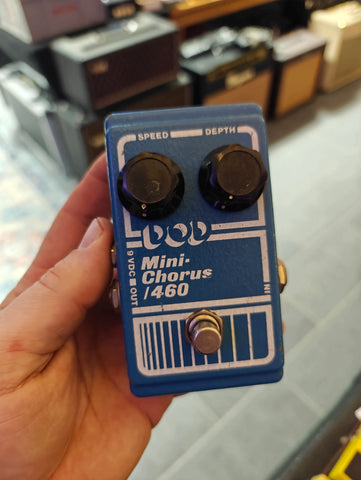 SPEED DEPTH
DOD
9 VDC ■ OUT
Mini-
Chorus
/460
IN